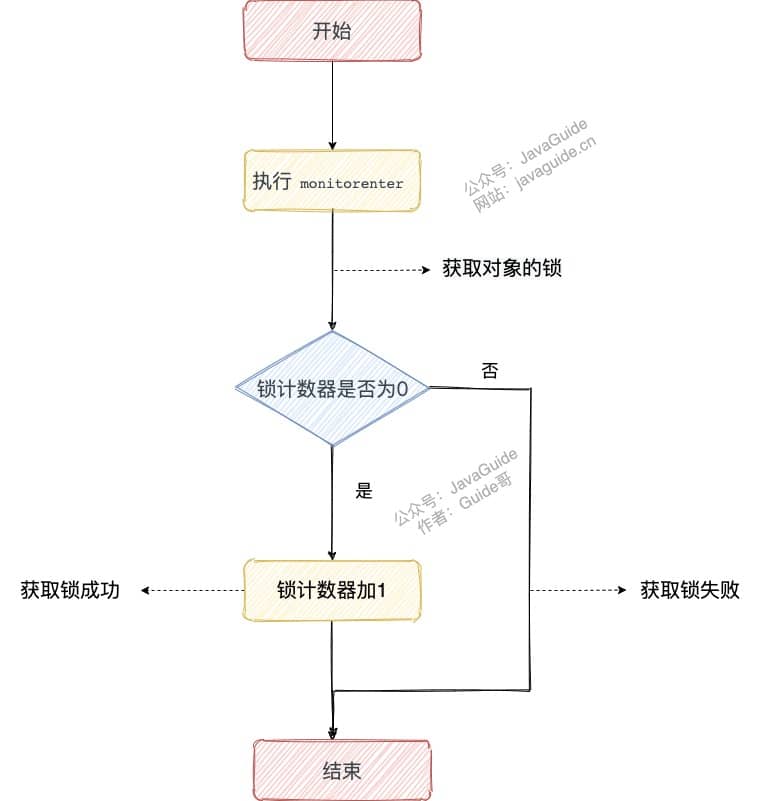 开始
公众号：JavaGuide
网站：javaguide.cn
执行 monitorenter
获取对象的锁
否
锁计数器是否为0
公众号：JavaGuide
作者：Guide哥
是
获取锁成功
锁计数器加1
获取锁失败
结束